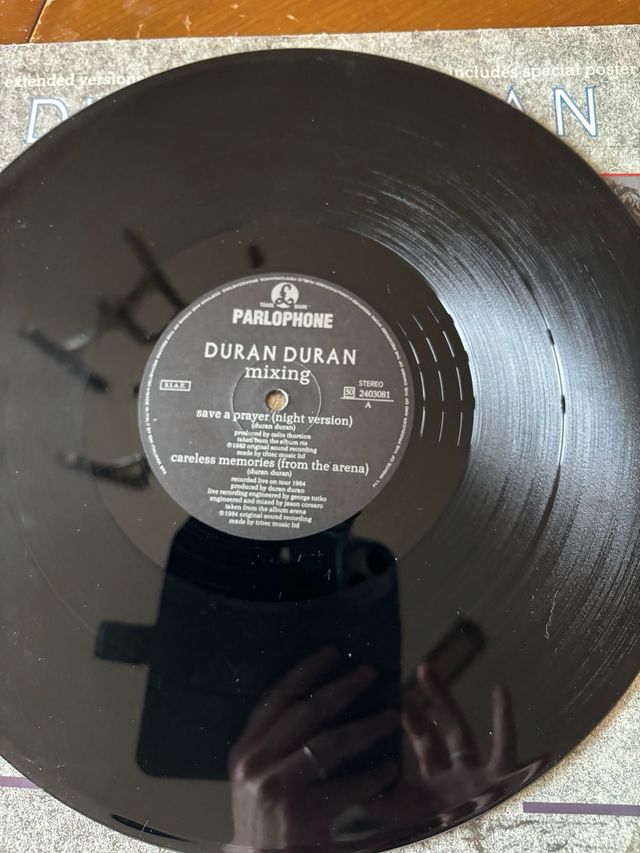 extended versions
includes special poster
D AN
TRADE MARK
PARLOPHONE
DURAN DURAN
mixing
S.I.A.E.
STEREO
50 2403081
A
save a prayer (night version)
(duran duran)
produced by colin thurston
taken from the album rio
℗1982 original sound recording
made by tritec music ltd
careless memories (from the arena)
(duran duran)
recorded live on tour 1984
produced by duran duran
live recording engineered by george tutko
engineered and mixed by jason corsaro
taken from the album arena
℗1984 original sound recording
made by tritec music ltd